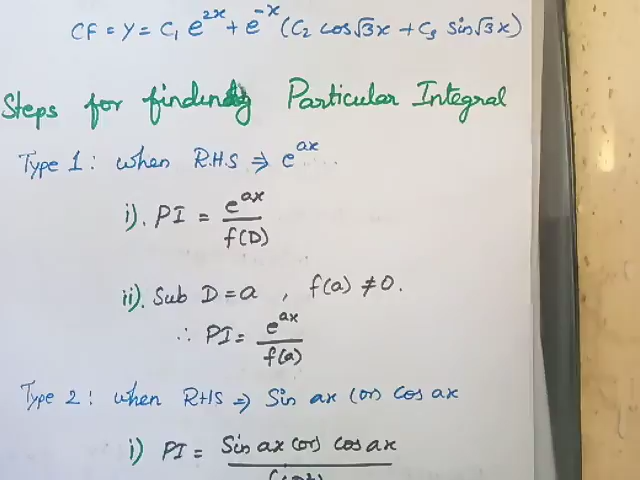 CF = y = C₁ e^2x + e^-x (C₂ cos√3x + C₃ sin√3x)
Steps for finding Particular Integral
Type 1: when R.H.S ⇒ e^ax
i). PI = e^ax / f(D)
ii). Sub D = a , f(a) ≠ 0.
∴ PI = e^ax / f(a)
Type 2: when RHS ⇒ Sin ax (or) Cos ax
i) PI = Sin ax (or) cos ax